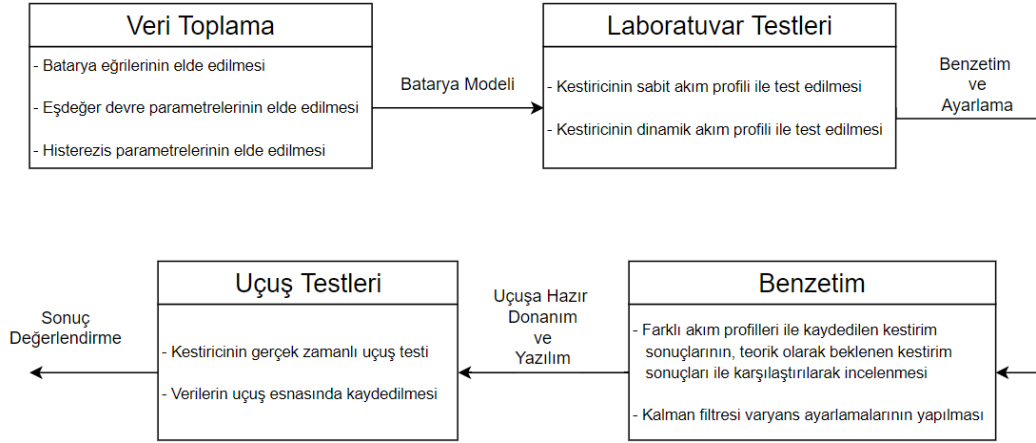 Veri Toplama
- Batarya eğrilerinin elde edilmesi
- Eşdeğer devre parametrelerinin elde edilmesi
- Histerezis parametrelerinin elde edilmesi
Batarya Modeli
Laboratuvar Testleri
- Kestiricinin sabit akım profili ile test edilmesi
- Kestiricinin dinamik akım profili ile test edilmesi
Benzetim
ve
Ayarlama
Benzetim
- Farklı akım profilleri ile kaydedilen kestirim
sonuçlarının, teorik olarak beklenen kestirim
sonuçları ile karşılaştırılarak incelenmesi
- Kalman filtresi varyans ayarlamalarının yapılması
Uçuşa Hazır
Donanım
ve
Yazılım
Uçuş Testleri
- Kestiricinin gerçek zamanlı uçuş testi
- Verilerin uçuş esnasında kaydedilmesi
Sonuç
Değerlendirme